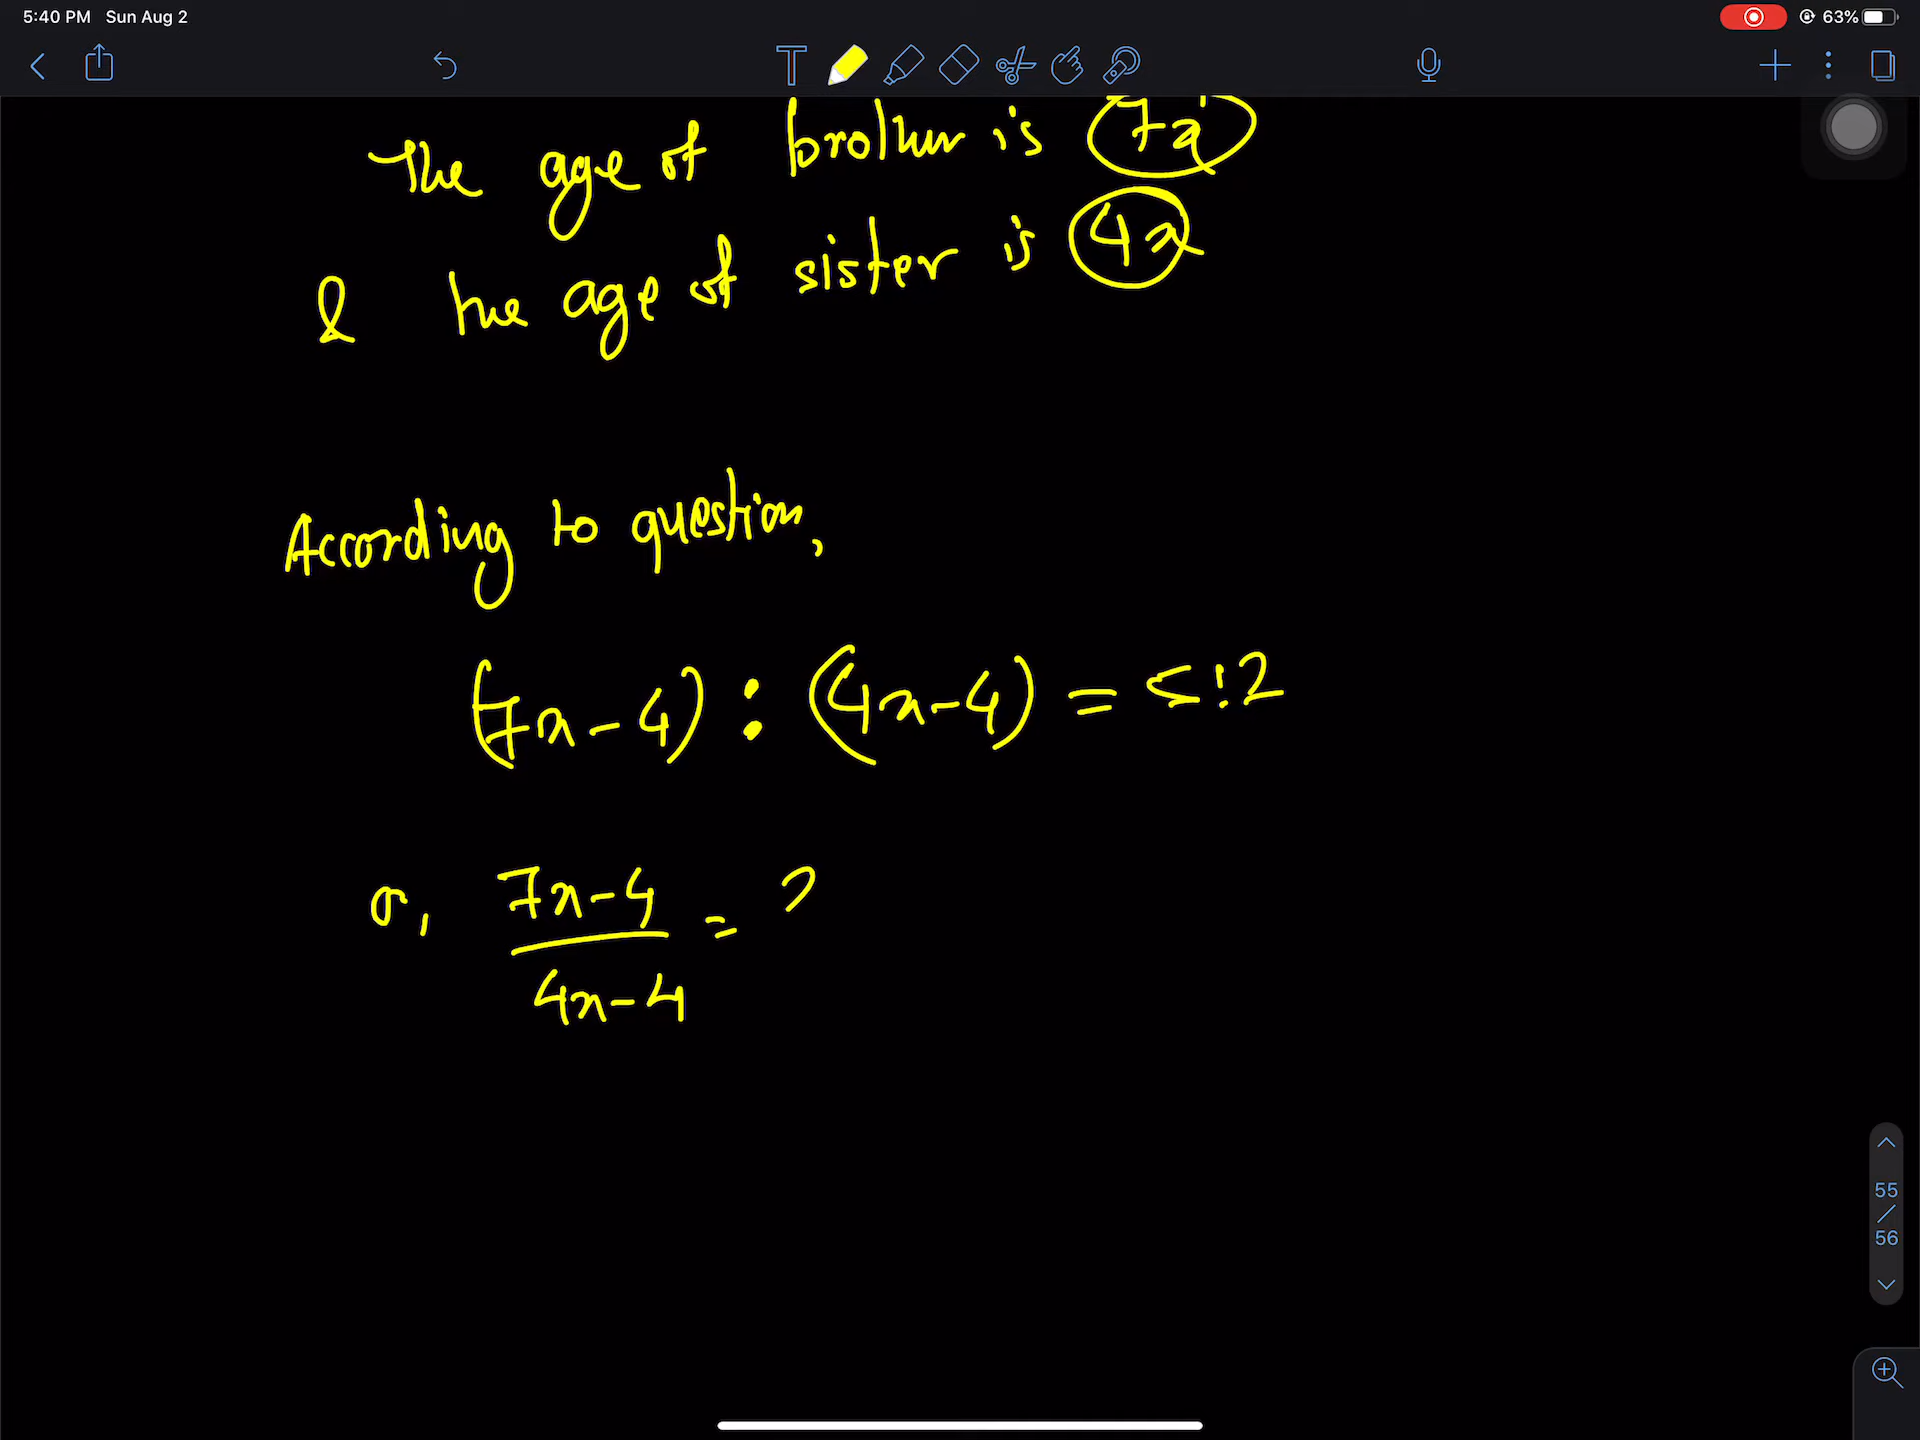 5:40 PM Sun Aug 2
63%
T
The age of brother is 7x
& the age of sister is 4x
According to question,
(7x-4) : (4x-4) = 5:2
or, 7x-4 / 4x-4 = 2
55
/
56